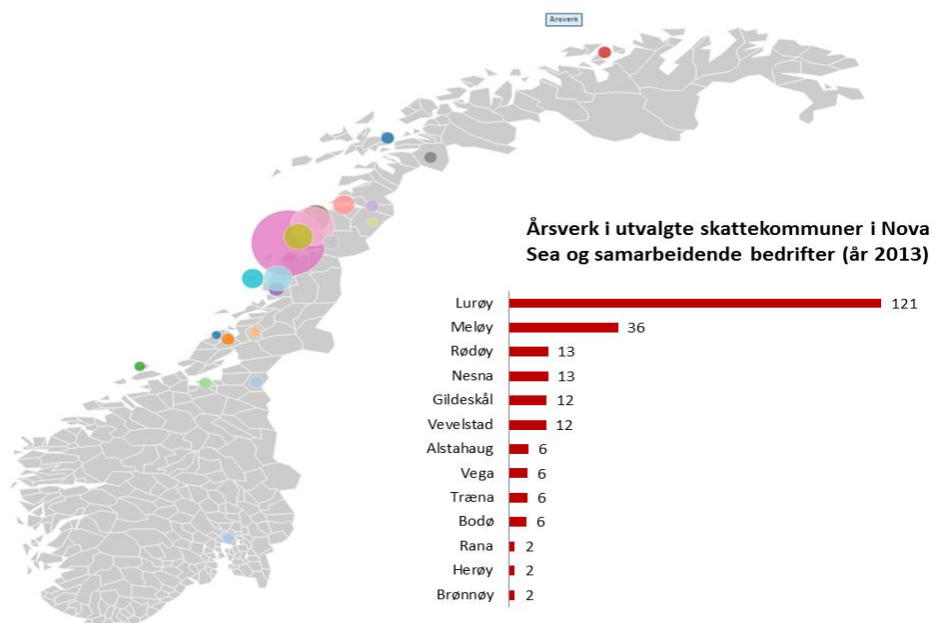 Årsverk
Årsverk i utvalgte skattekommuner i Nova
Sea og samarbeidende bedrifter (år 2013)
Lurøy 121
Meløy 36
Rødøy 13
Nesna 13
Gildeskål 12
Vevelstad 12
Alstahaug 6
Vega 6
Træna 6
Bodø 6
Rana 2
Herøy 2
Brønnøy 2